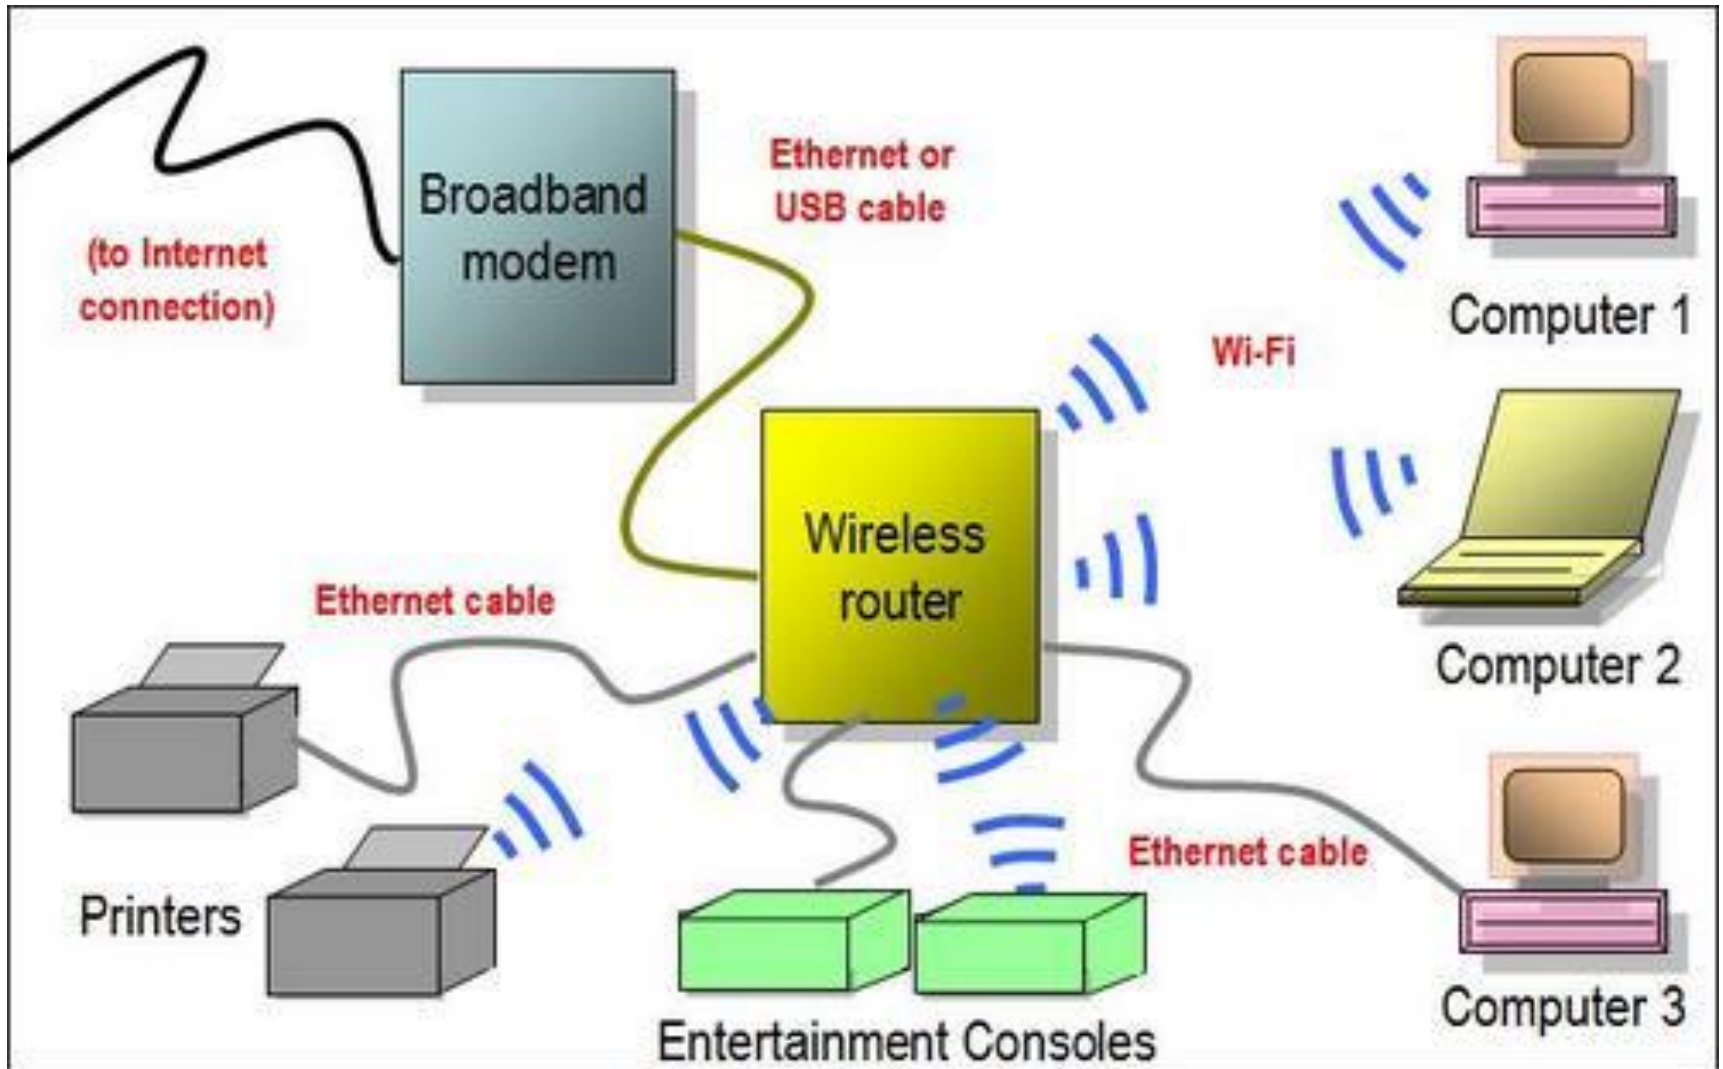 Broadband
modem
(to Internet
connection)
Ethernet or
USB cable
Computer 1
Wi-Fi
Computer 2
Wireless
router
Ethernet cable
Printers
Entertainment Consoles
Ethernet cable
Computer 3